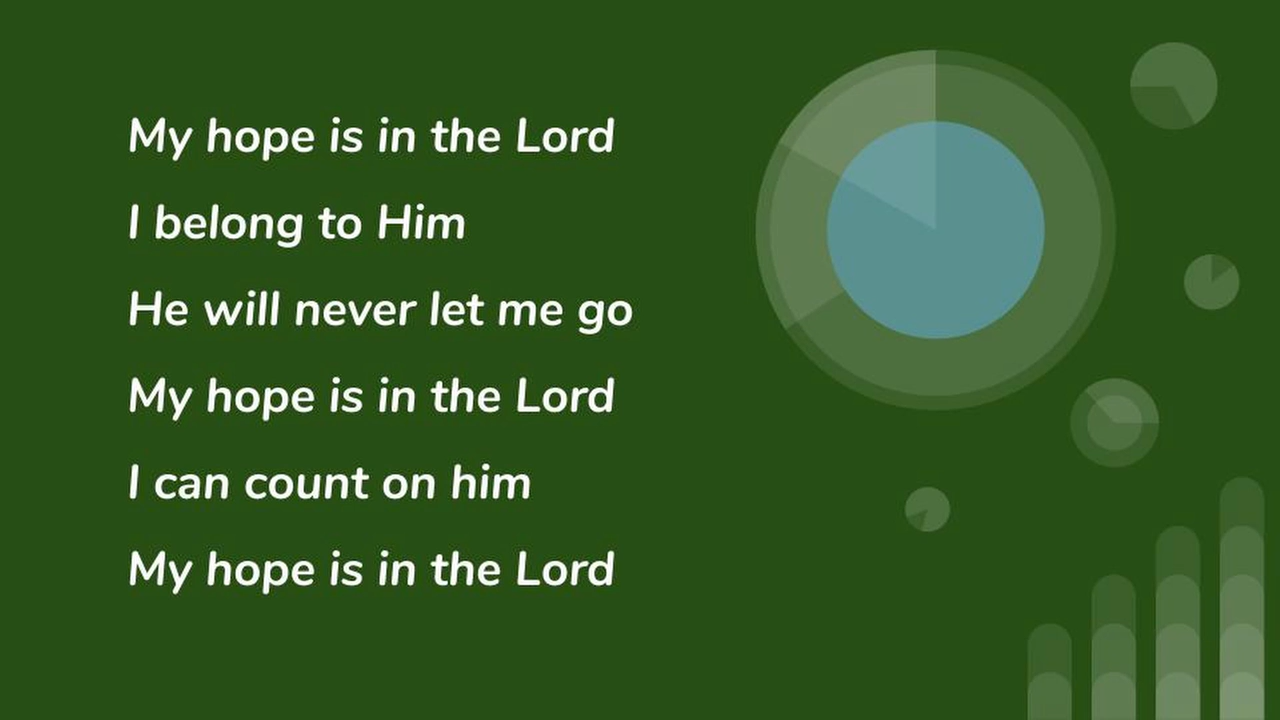 My hope is in the Lord
I belong to Him
He will never let me go
My hope is in the Lord
I can count on him
My hope is in the Lord